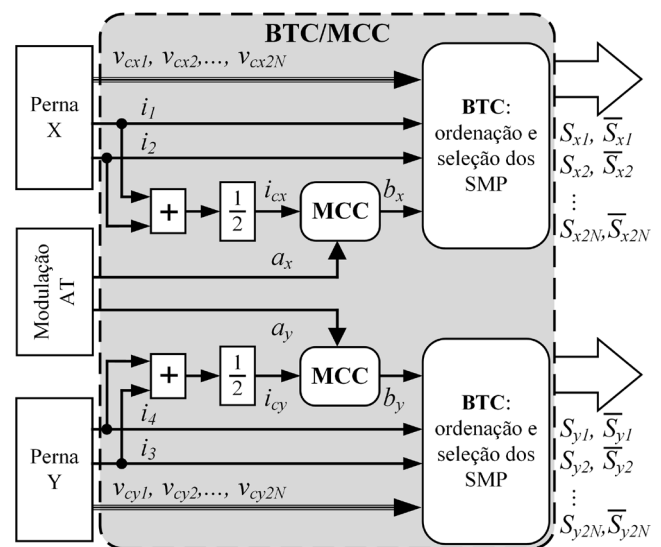 BTC/MCC
v_cx1, v_cx2,..., v_cx2N
Perna
X
i_1
i_2
+
1
2
i_cx
MCC
b_x
BTC:
ordenação e
seleção dos
SMP
S_x1, S̅_x1
S_x2, S̅_x2
...
S_x2N, S̅_x2N
Modulação
AT
a_x
a_y
+
1
2
i_cy
MCC
b_y
BTC:
ordenação e
seleção dos
SMP
Perna
Y
i_4
i_3
v_cy1, v_cy2,..., v_cy2N
S_y1, S̅_y1
S_y2, S̅_y2
...
S_y2N, S̅_y2N